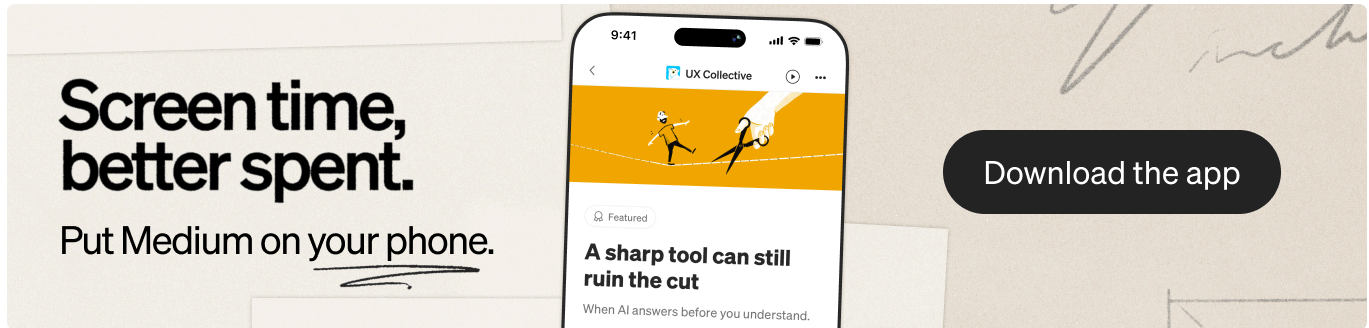 Screen time,
better spent.
Put Medium on your phone.
9:41
UX Collective
Featured
A sharp tool can still
ruin the cut
When AI answers before you understand.
Download the app